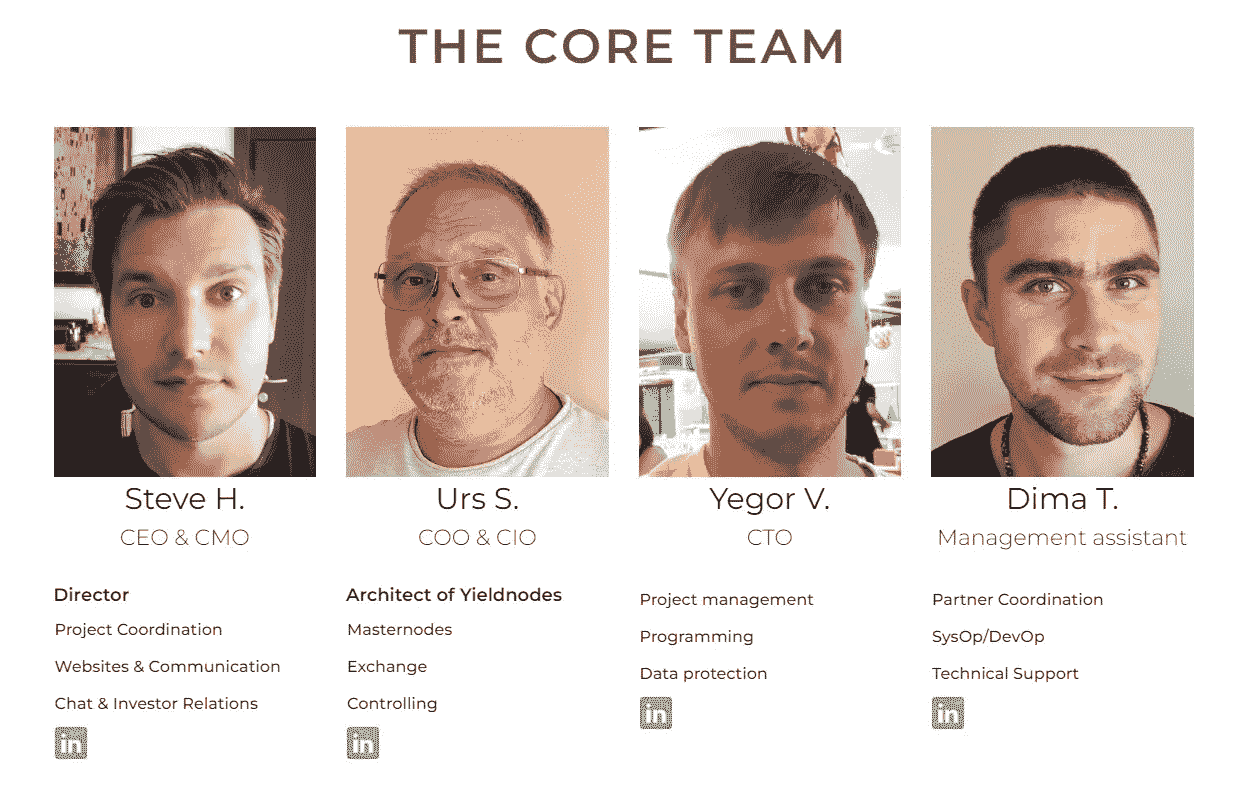 THE CORE TEAM
Steve H.
CEO & CMO
Director
Project Coordination
Websites & Communication
Chat & Investor Relations
in
Urs S.
COO & CIO
Architect of Yieldnodes
Masternodes
Exchange
Controlling
in
Yegor V.
CTO
Project management
Programming
Data protection
in
Dima T.
Management assistant
Partner Coordination
SysOp/DevOp
Technical Support
in